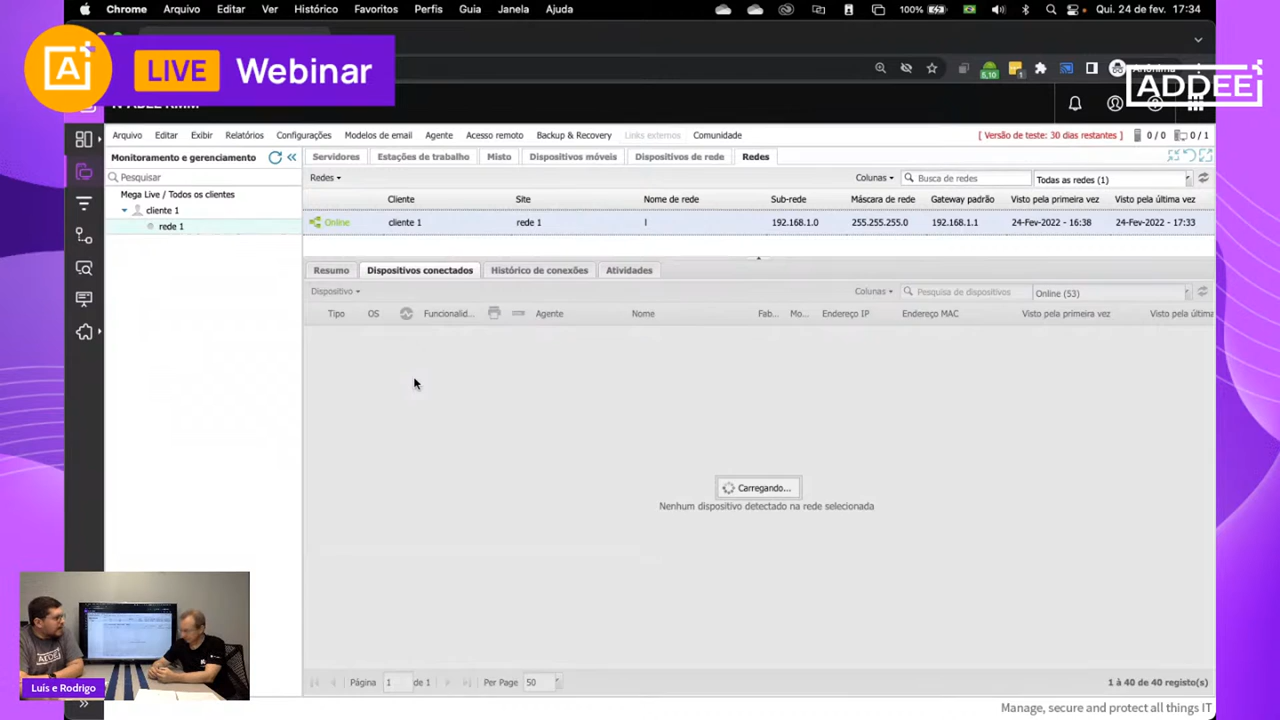 Chrome Arquivo Editar Ver Histórico Favoritos Perfis Guia Janela Ajuda 100% Qui. 24 de fev. 17:34
A LIVE Webinar
5,10 1
ADDEE
Arquivo Editar Exibir Relatórios Configurações Modelos de email Agente Acesso remoto Backup & Recovery Links externos Comunidade [ Versão de teste: 30 dias restantes ] 0 / 0 0 / 1
Monitoramento e gerenciamento
Servidores Estações de trabalho Misto Dispositivos móveis Dispositivos de rede Redes
Pesquisar
Redes Colunas Busca de redes Todas as redes (1)
Mega Live / Todos os clientes
cliente 1
rede 1
Cliente Site Nome de rede Sub-rede Máscara de rede Gateway padrão Visto pela primeira vez Visto pela última vez
Online cliente 1 rede 1 l 192.168.1.0 255.255.255.0 192.168.1.1 24-Fev-2022 - 16:38 24-Fev-2022 - 17:33
Resumo Dispositivos conectados Histórico de conexões Atividades
Dispositivo Colunas Pesquisa de dispositivos Online (53)
Tipo OS Funcionalid... Agente Nome Fab... Mo... Endereço IP Endereço MAC Visto pela primeira vez Visto pela última
Carregando...
Nenhum dispositivo detectado na rede selecionada
ADDEE
Luís e Rodrigo
Página 1 de 1 Per Page 50 1 à 40 de 40 registo(s)
Manage, secure and protect all things IT